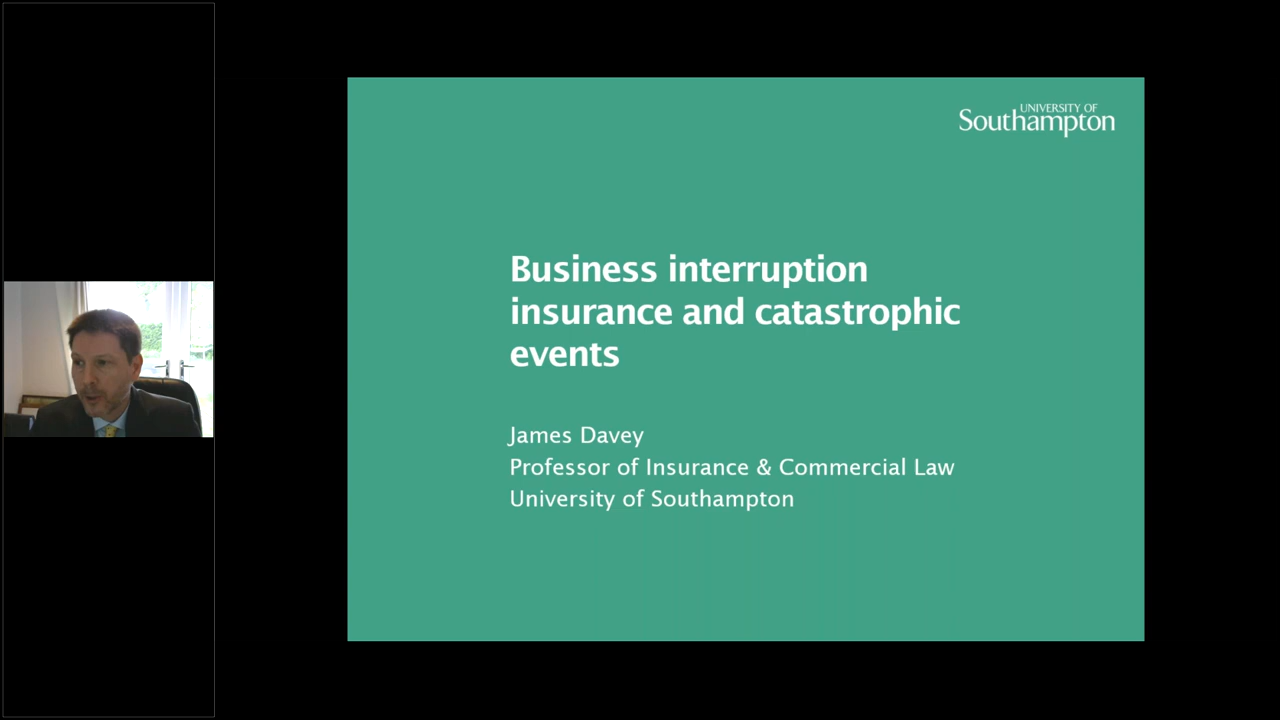 UNIVERSITY OF
Southampton
Business interruption
insurance and catastrophic
events
James Davey
Professor of Insurance & Commercial Law
University of Southampton